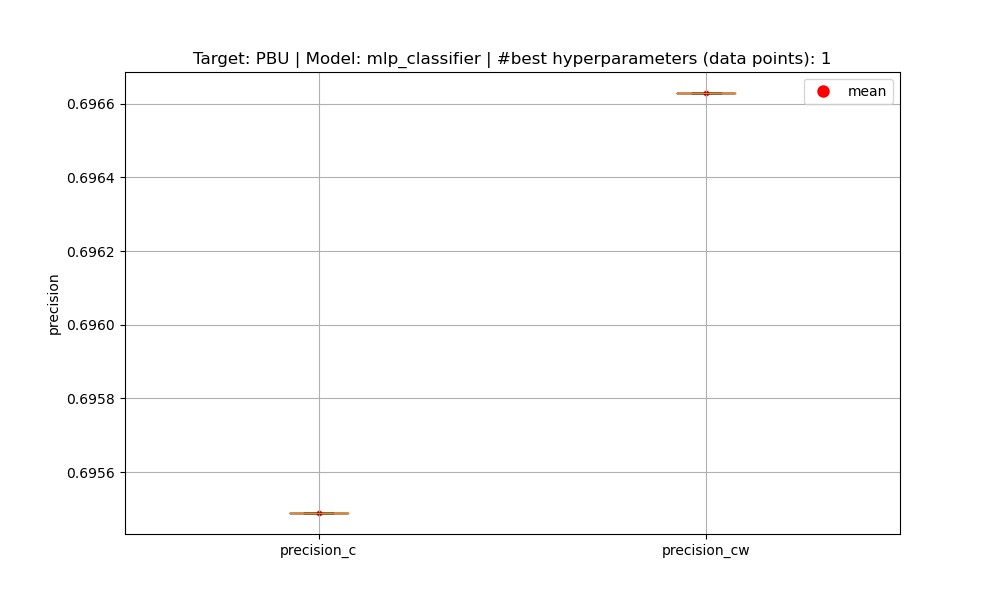 Target: PBU | Model: mlp_classifier | #best hyperparameters (data points): 1
mean
0.6966
0.6964
0.6962
0.6960
0.6958
0.6956
precision
precision_c
precision_cw